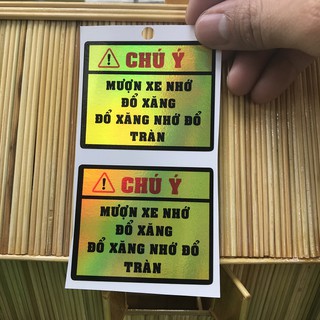 CHÚ Ý
MƯỢN XE NHỚ
ĐỔ XĂNG
ĐỔ XĂNG NHỚ ĐỔ
TRÀN
CHÚ Ý
MƯỢN XE NHỚ
ĐỔ XĂNG
ĐỔ XĂNG NHỚ ĐỔ
TRÀN